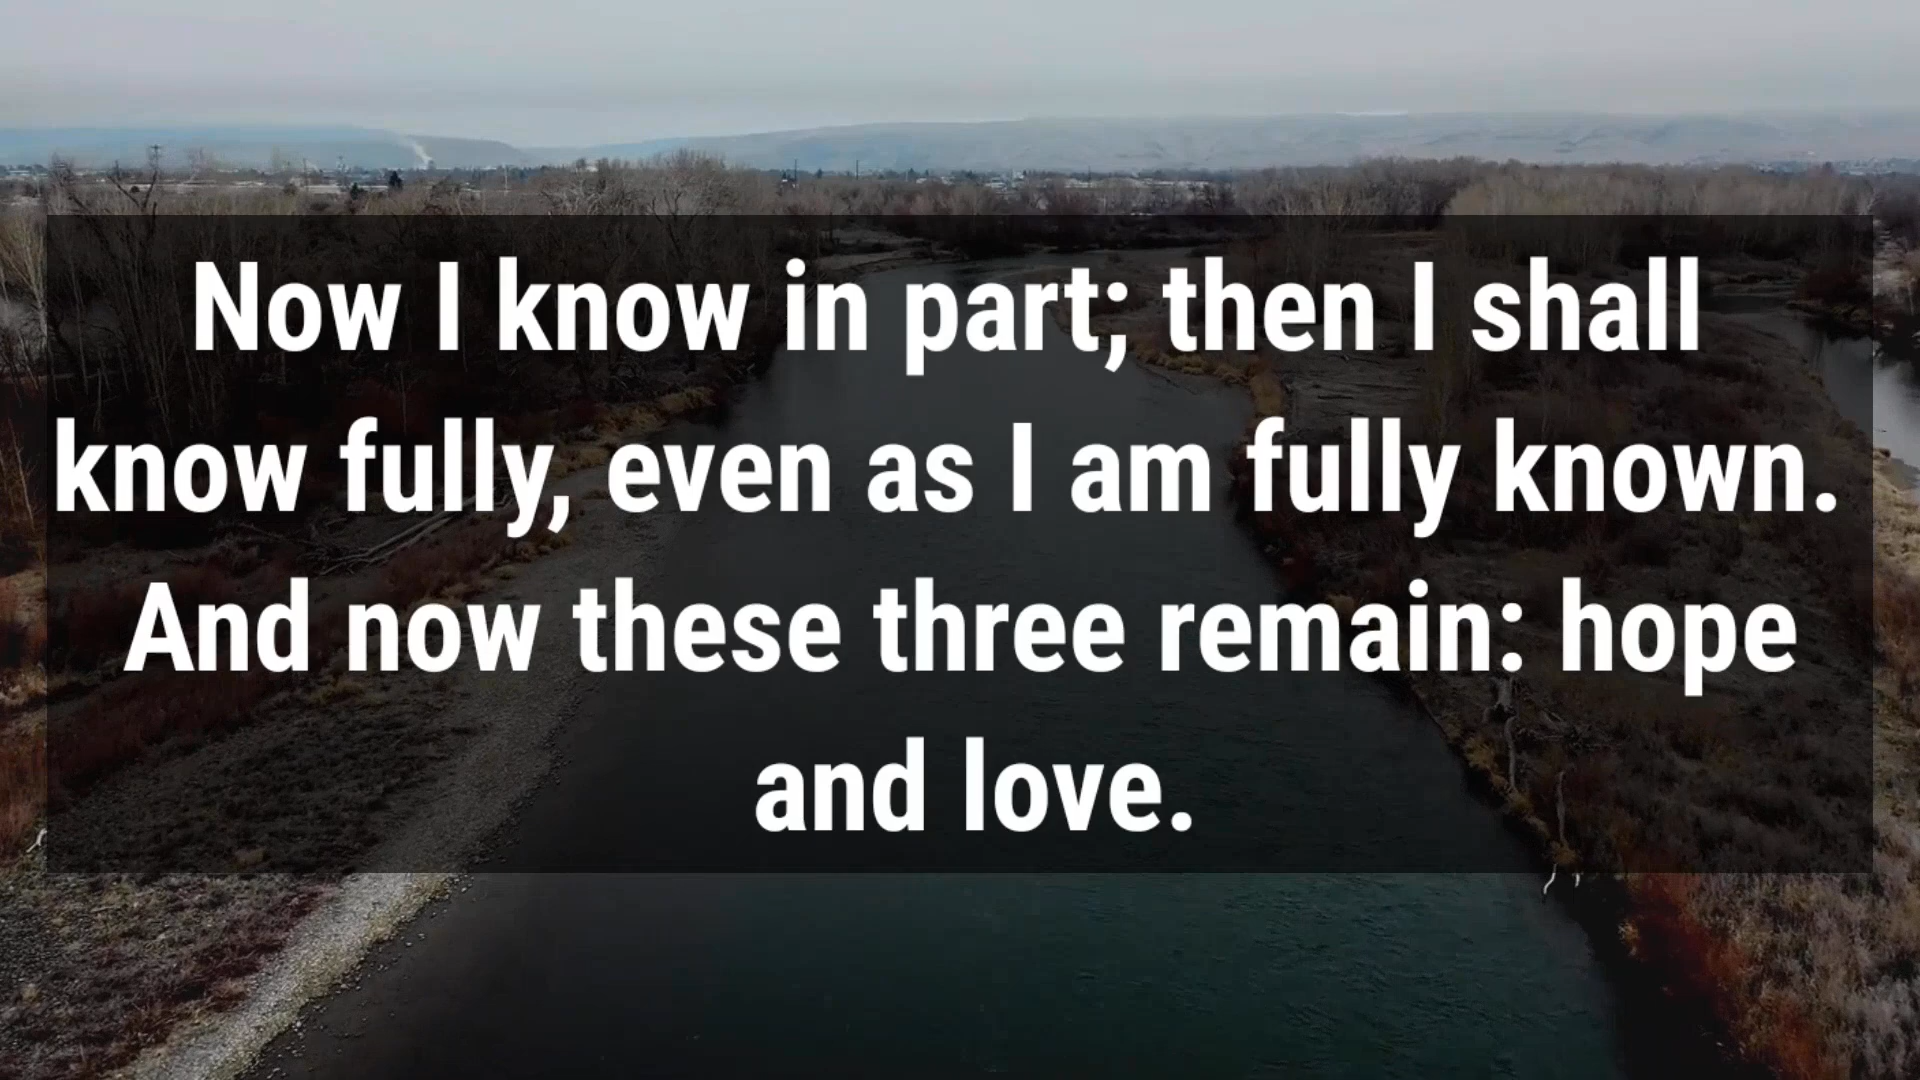 Now I know in part; then I shall
know fully, even as I am fully known.
And now these three remain: hope
and love.